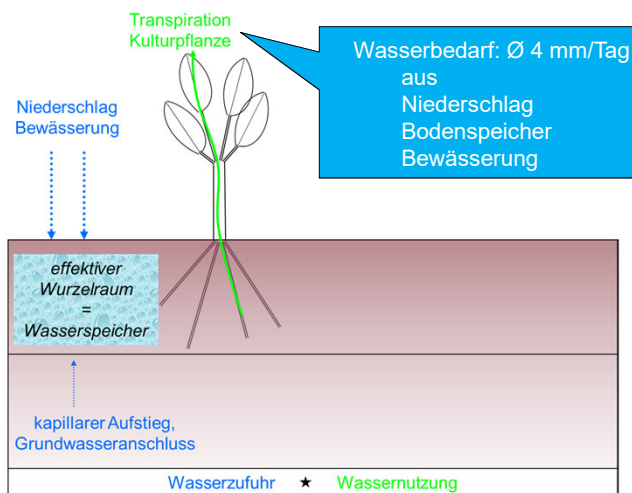 Transpiration
Kulturpflanze
Wasserbedarf: Ø 4 mm/Tag
aus
Niederschlag
Bodenspeicher
Bewässerung
Niederschlag
Bewässerung
effektiver
Wurzelraum
=
Wasserspeicher
kapillarer Aufstieg,
Grundwasseranschluss
Wasserzufuhr ★ Wassernutzung